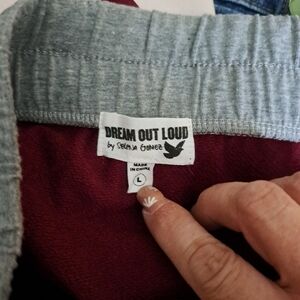 DREAM OUT LOUD
by SELENA GOMEZ
MADE
IN CHINA
L